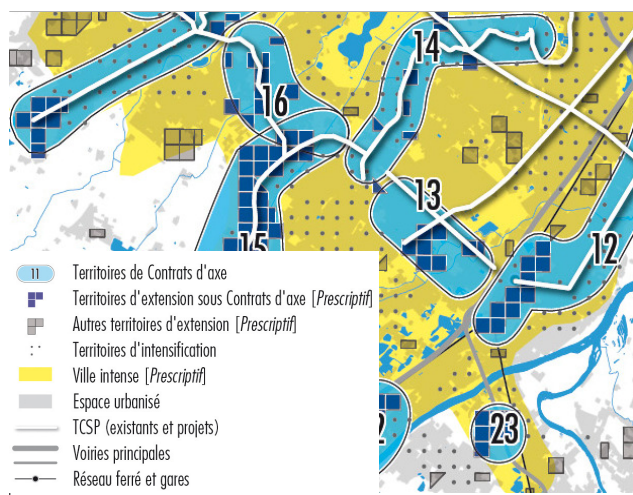 14
16
13
15
12
11 Territoires de Contrats d'axe
Territoires d'extension sous Contrats d'axe [Prescriptif]
Autres territoires d'extension [Prescriptif]
Territoires d'intensification
Ville intense [Prescriptif]
Espace urbanisé
TCSP (existants et projets)
Voiries principales
Réseau ferré et gares
2
23